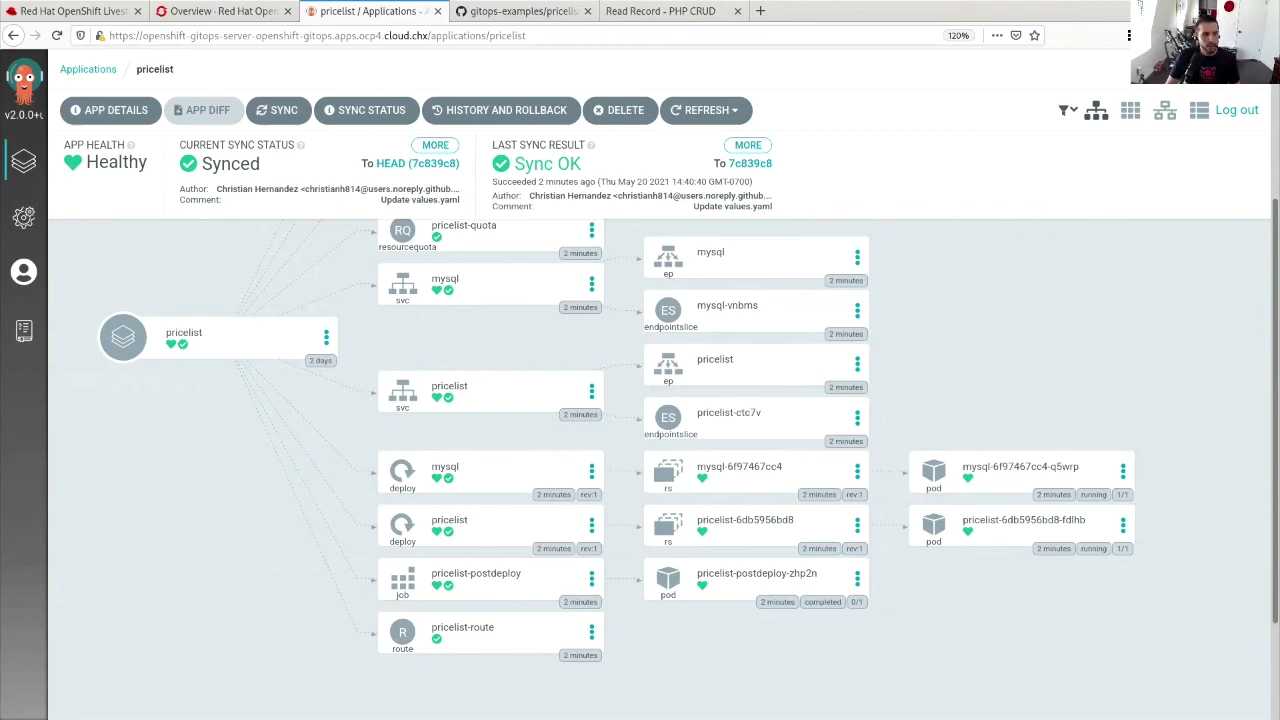 Red Hat OpenShift Livest
Overview · Red Hat Open
pricelist / Applications - A
gitops-examples/pricelis
Read Record - PHP CRUD
https://openshift-gitops-server-openshift-gitops.apps.ocp4.cloud.chx/applications/pricelist
120%
v2.0.0+u
Applications / pricelist
APP DETAILS
APP DIFF
SYNC
SYNC STATUS
HISTORY AND ROLLBACK
DELETE
REFRESH
Log out
APP HEALTH
Healthy
CURRENT SYNC STATUS
MORE
Synced
To HEAD (7c839c8)
Author: Christian Hernandez <christianh814@users.noreply.github....
Comment: Update values.yaml
LAST SYNC RESULT
MORE
Sync OK
To 7c839c8
Succeeded 2 minutes ago (Thu May 20 2021 14:40:40 GMT-0700)
Author: Christian Hernandez <christianh814@users.noreply.github....
Comment: Update values.yaml
pricelist
2 days
RQ
resourcequota
pricelist-quota
2 minutes
svc
mysql
2 minutes
ep
mysql
2 minutes
ES
endpointslice
mysql-vnbms
2 minutes
svc
pricelist
2 minutes
ep
pricelist
2 minutes
ES
endpointslice
pricelist-ctc7v
2 minutes
deploy
mysql
2 minutes rev:1
rs
mysql-6f97467cc4
2 minutes rev:1
pod
mysql-6f97467cc4-q5wrp
2 minutes running 1/1
deploy
pricelist
2 minutes rev:1
rs
pricelist-6db5956bd8
2 minutes rev:1
pod
pricelist-6db5956bd8-fdlhb
2 minutes running 1/1
job
pricelist-postdeploy
2 minutes
pod
pricelist-postdeploy-zhp2n
2 minutes completed 0/1
R
route
pricelist-route
2 minutes